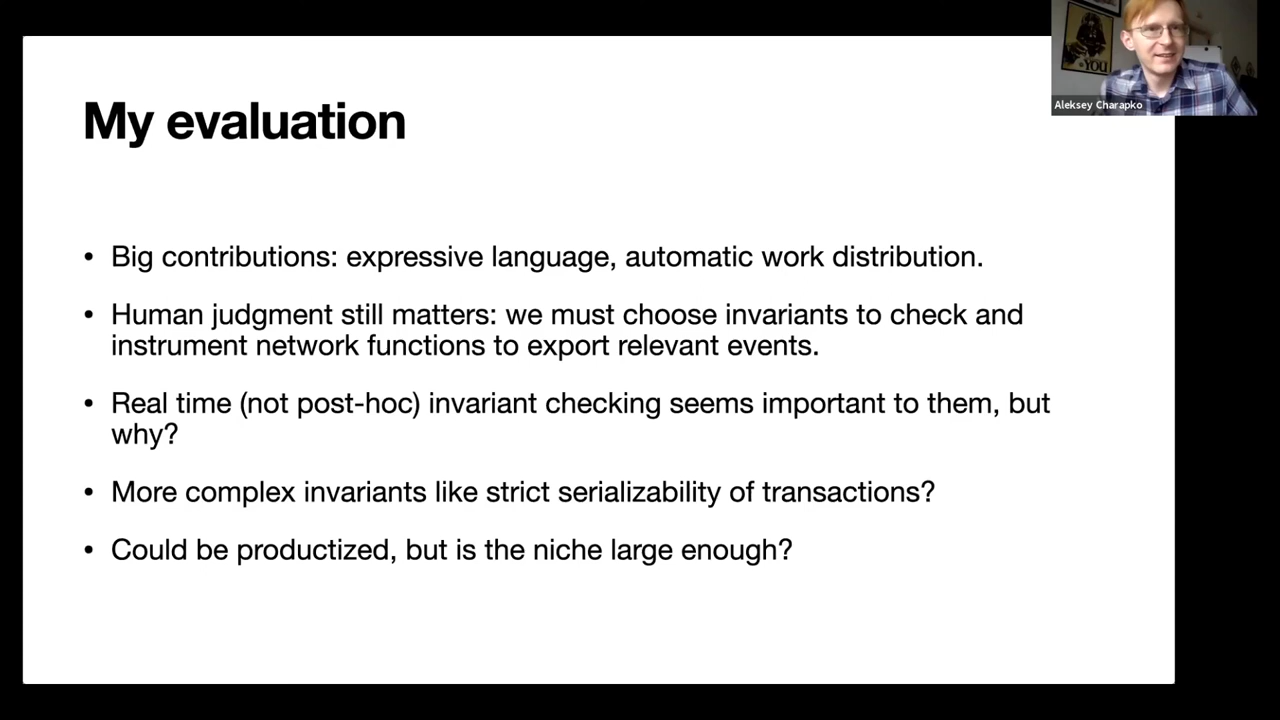 My evaluation
• Big contributions: expressive language, automatic work distribution.
• Human judgment still matters: we must choose invariants to check and
instrument network functions to export relevant events.
• Real time (not post-hoc) invariant checking seems important to them, but
why?
• More complex invariants like strict serializability of transactions?
• Could be productized, but is the niche large enough?
YOU
Aleksey Charapko